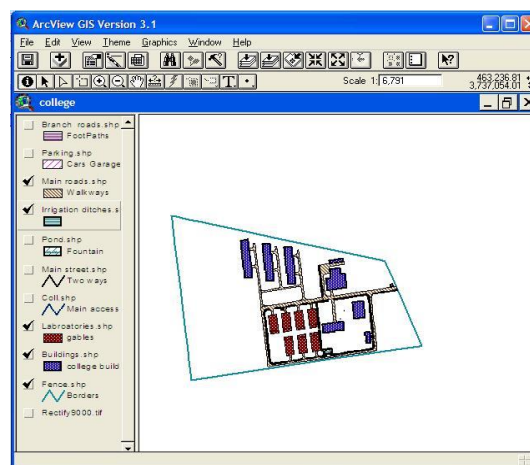 ArcView GIS Version 3.1
File Edit View Theme Graphics Window Help
Scale 1: 6,791
463,236.81
3,737,054.01
college
Branch roads.shp
FootPaths
Parking.shp
Cars Garage
Main roads.shp
Walkways
Irrigation ditches.s
Pond.shp
Fountain
Main street.shp
Two ways
Coll.shp
Main access
Labroatories.shp
gables
Buildings.shp
college build
Fence.shp
Borders
Rectify9000.tif